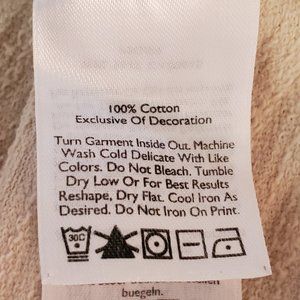 100% Cotton
Exclusive Of Decoration
Turn Garment Inside Out. Machine
Wash Cold Delicate With Like
Colors. Do Not Bleach. Tumble
Dry Low Or For Best Results
Reshape, Dry Flat. Cool Iron As
Desired. Do Not Iron On Print.
30C
buegeln.